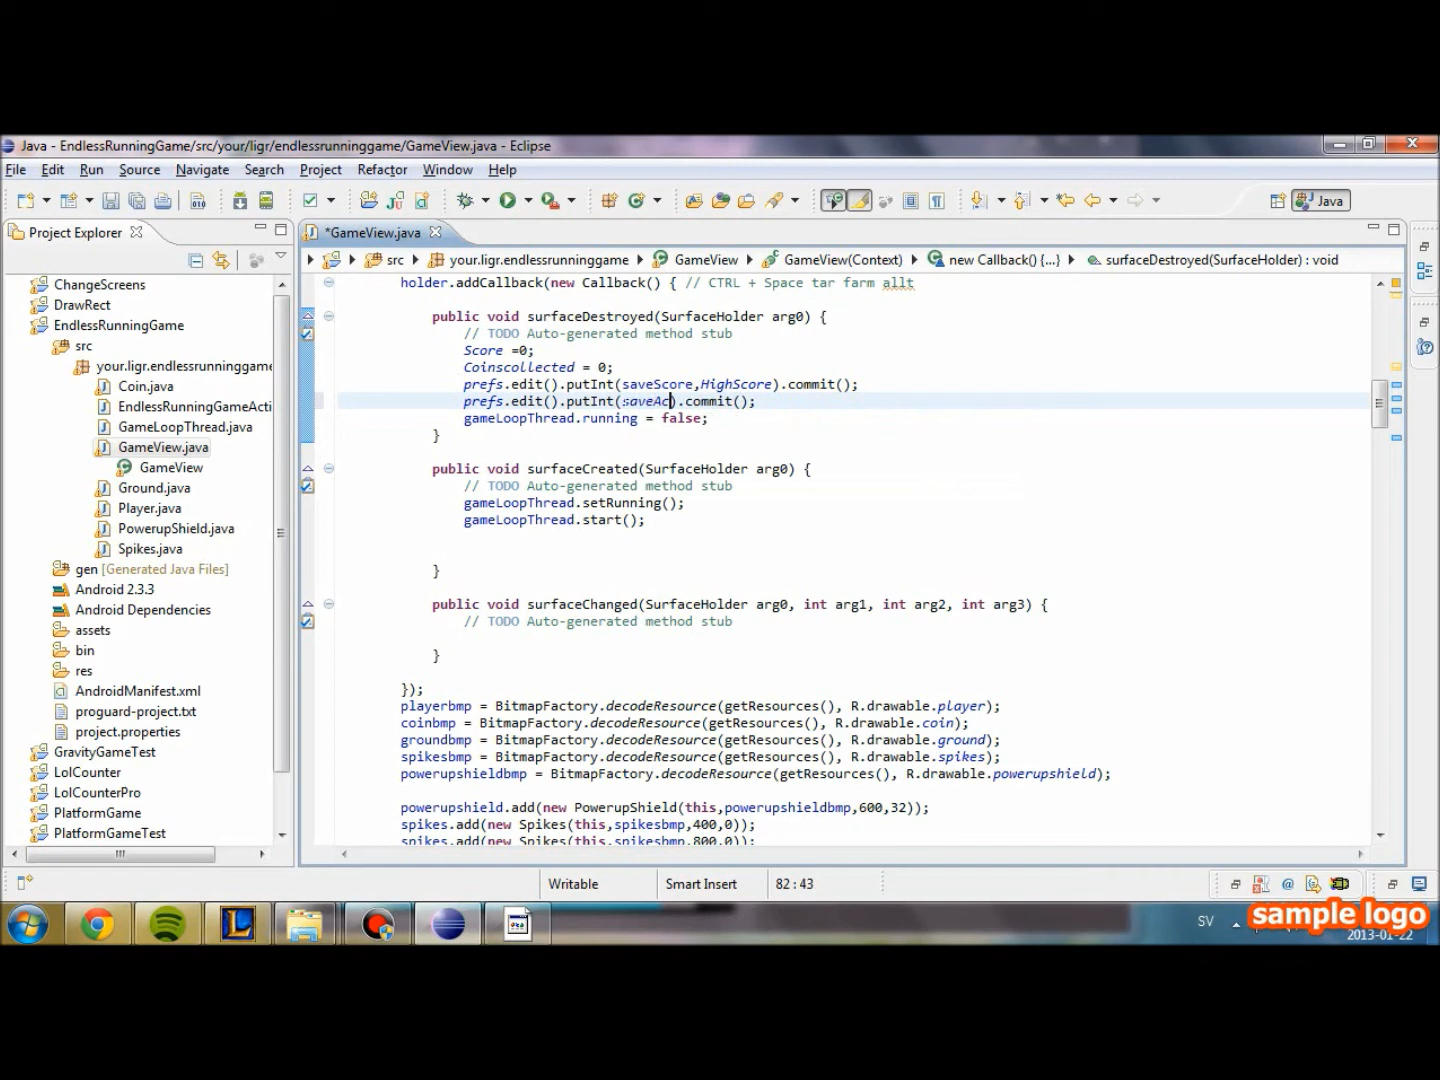 Java - EndlessRunningGame/src/your/ligr/endlessrunninggame/GameView.java - Eclipse
File Edit Run Source Navigate Search Project Refactor Window Help
Java
Project Explorer
*GameView.java
src your.ligr.endlessrunninggame GameView GameView(Context) new Callback() {...} surfaceDestroyed(SurfaceHolder) : void
ChangeScreens
DrawRect
EndlessRunningGame
src
your.ligr.endlessrunninggame
Coin.java
EndlessRunningGameActi
GameLoopThread.java
GameView.java
GameView
Ground.java
Player.java
PowerupShield.java
Spikes.java
gen [Generated Java Files]
Android 2.3.3
Android Dependencies
assets
bin
res
AndroidManifest.xml
proguard-project.txt
project.properties
GravityGameTest
LolCounter
LolCounterPro
PlatformGame
PlatformGameTest
holder.addCallback(new Callback() { // CTRL + Space tar fram allt
public void surfaceDestroyed(SurfaceHolder arg0) {
// TODO Auto-generated method stub
Score =0;
Coinscollected = 0;
prefs.edit().putInt(saveScore,HighScore).commit();
prefs.edit().putInt(saveAc).commit();
gameLoopThread.running = false;
}
public void surfaceCreated(SurfaceHolder arg0) {
// TODO Auto-generated method stub
gameLoopThread.setRunning();
gameLoopThread.start();
}
public void surfaceChanged(SurfaceHolder arg0, int arg1, int arg2, int arg3) {
// TODO Auto-generated method stub
}
});
playerbmp = BitmapFactory.decodeResource(getResources(), R.drawable.player);
coinbmp = BitmapFactory.decodeResource(getResources(), R.drawable.coin);
groundbmp = BitmapFactory.decodeResource(getResources(), R.drawable.ground);
spikesbmp = BitmapFactory.decodeResource(getResources(), R.drawable.spikes);
powerupshieldbmp = BitmapFactory.decodeResource(getResources(), R.drawable.powerupshield);
powerupshield.add(new PowerupShield(this,powerupshieldbmp,600,32));
spikes.add(new Spikes(this,spikesbmp,400,0));
spikes.add(new Spikes(this,spikesbmp,800,0));
Writable Smart Insert 82 : 43
SV
sample logo
2013-01-22